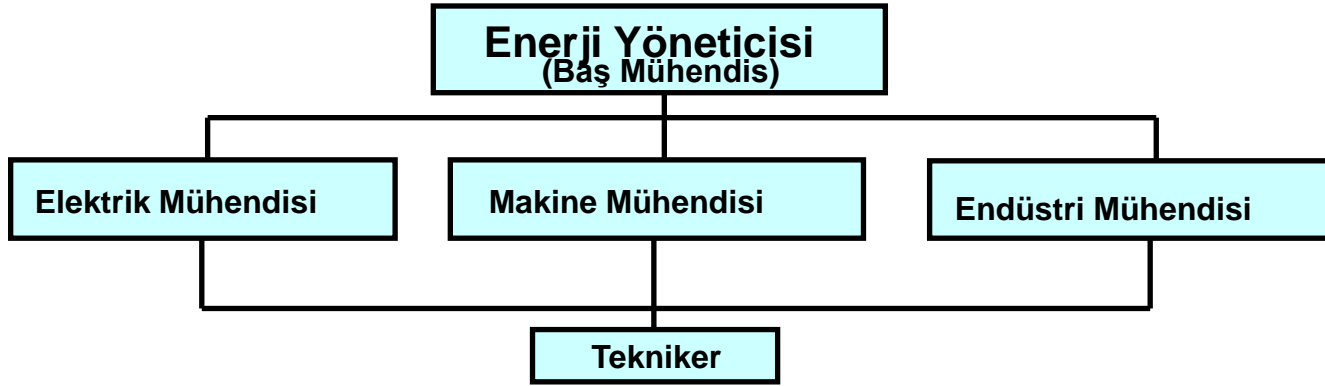 Enerji Yöneticisi
(Baş Mühendis)
Elektrik Mühendisi
Makine Mühendisi
Endüstri Mühendisi
Tekniker